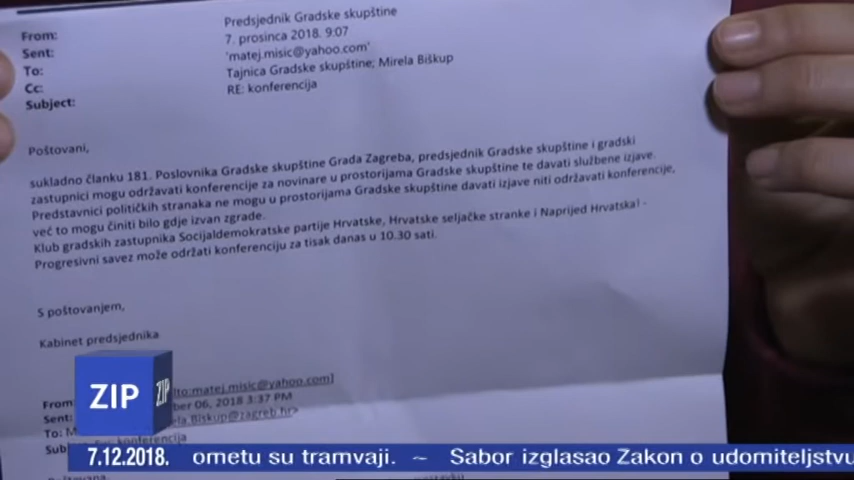 From: Predsjednik Gradske skupštine
Sent: 7. prosinca 2018. 9:07
To: 'matej.misic@yahoo.com'
Cc: Tajnica Gradske skupštine; Mirela Biškup
Subject: RE: konferencija
Poštovani,
sukladno članku 181. Poslovnika Gradske skupštine Grada Zagreba, predsjednik Gradske skupštine i gradski
zastupnici mogu održavati konferencije za novinare u prostorijama Gradske skupštine te davati službene izjave.
Predstavnici političkih stranaka ne mogu u prostorijama Gradske skupštine davati izjave niti održavati konferencije,
već to mogu činiti bilo gdje izvan zgrade.
Klub gradskih zastupnika Socijaldemokratske partije Hrvatske, Hrvatske seljačke stranke i Naprijed Hrvatska! -
Progresivni savez može održati konferenciju za tisak danas u 10.30 sati.
S poštovanjem,
Kabinet predsjednika
From to:matej.misic@yahoo.com]
Sent: ber 06, 2018 3:37 PM
To: M ela Biskup@zagreb.hr>
Sub konferencija
ZIP ZIP
7.12.2018. ometu su tramvaji. ~ Sabor izglasao Zakon o udomiteljstvu